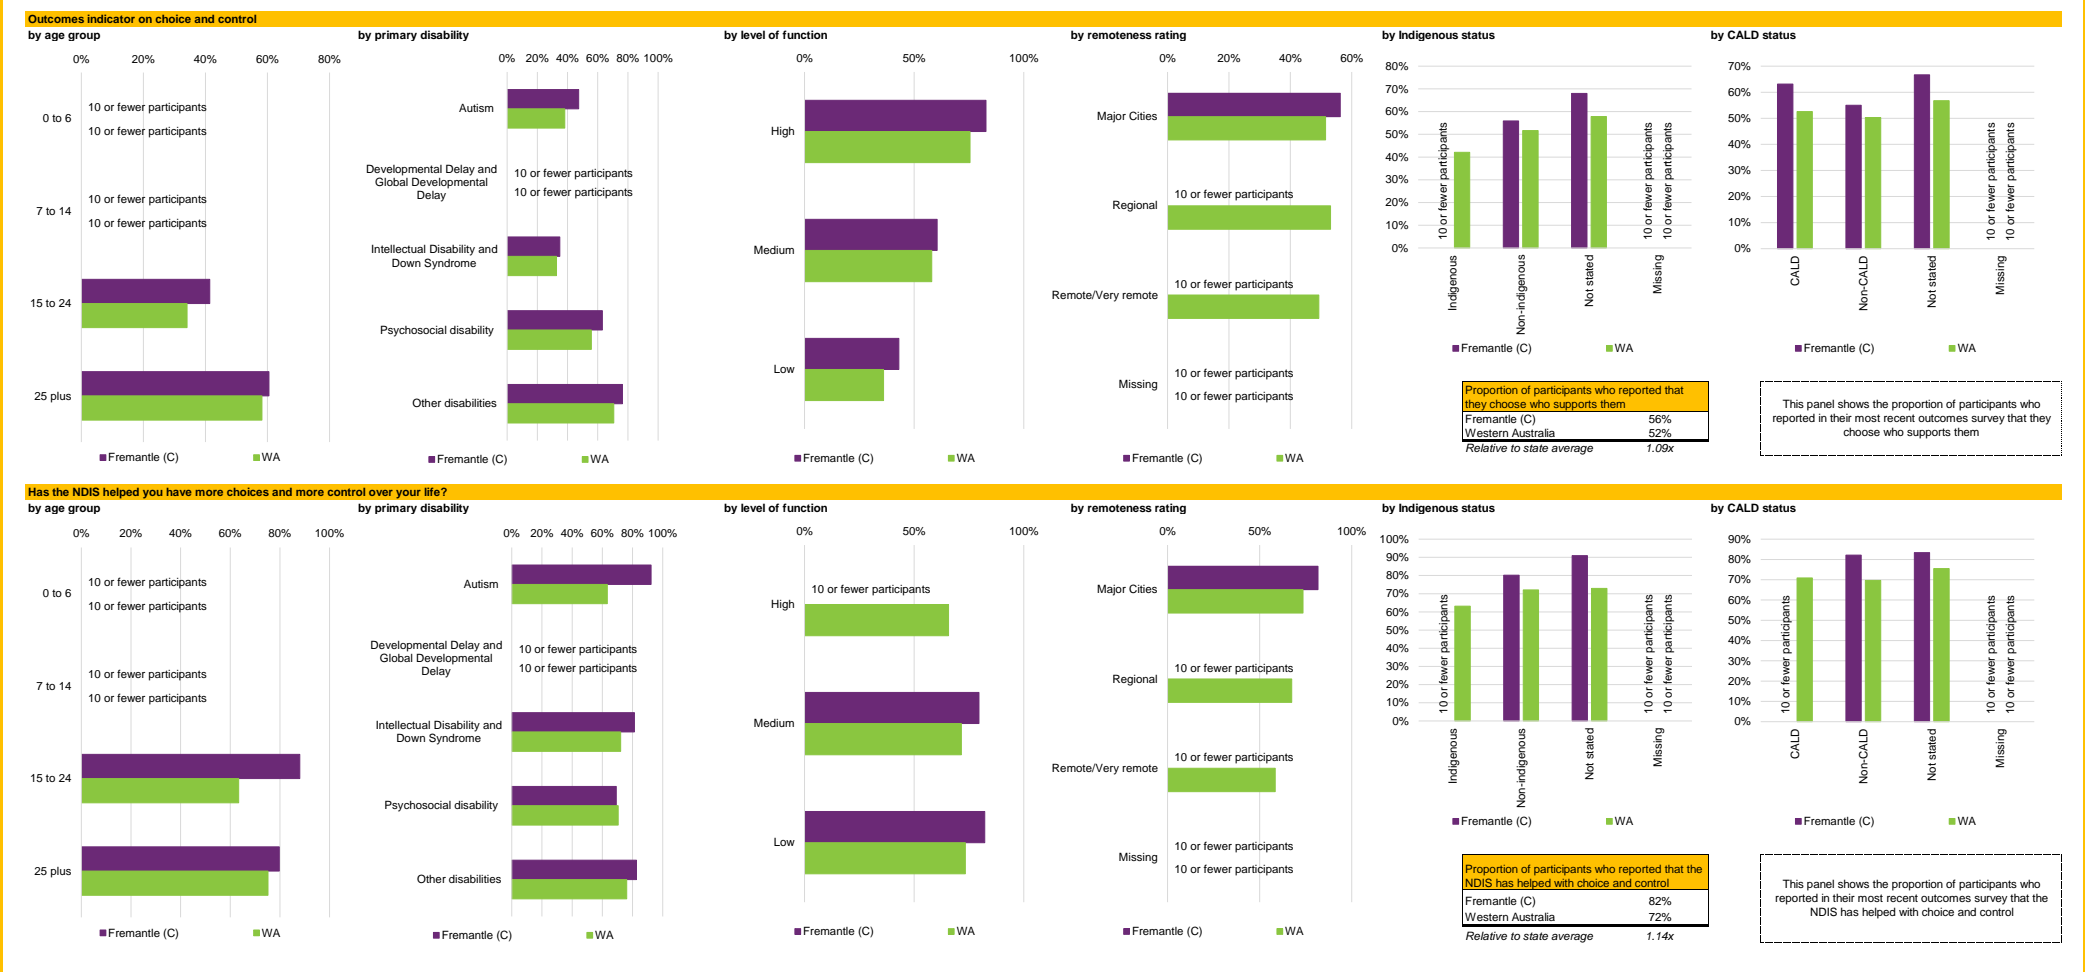 Outcomes indicator on choice and control
by age group
0% 20% 40% 60% 80%
0 to 6
10 or fewer participants
10 or fewer participants
7 to 14
10 or fewer participants
10 or fewer participants
15 to 24
25 plus
Fremantle (C) WA
by primary disability
0% 20% 40% 60% 80% 100%
Autism
Developmental Delay and
Global Developmental
Delay
10 or fewer participants
10 or fewer participants
Intellectual Disability and
Down Syndrome
Psychosocial disability
Other disabilities
Fremantle (C) WA
by level of function
0% 50% 100%
High
Medium
Low
Fremantle (C) WA
by remoteness rating
0% 20% 40% 60%
Major Cities
Regional
10 or fewer participants
Remote/Very remote
10 or fewer participants
Missing
10 or fewer participants
10 or fewer participants
Fremantle (C) WA
by Indigenous status
80%
70%
60%
50%
40%
30%
20%
10%
0%
10 or fewer participants
10 or fewer participants
10 or fewer participants
Indigenous
Non-indigenous
Not stated
Missing
Fremantle (C) WA
Proportion of participants who reported that
they choose who supports them
Fremantle (C) 56%
Western Australia 52%
Relative to state average 1.09x
by CALD status
70%
60%
50%
40%
30%
20%
10%
0%
10 or fewer participants
10 or fewer participants
CALD
Non-CALD
Not stated
Missing
Fremantle (C) WA
This panel shows the proportion of participants who
reported in their most recent outcomes survey that they
choose who supports them
Has the NDIS helped you have more choices and more control over your life?
by age group
0% 20% 40% 60% 80% 100%
0 to 6
10 or fewer participants
10 or fewer participants
7 to 14
10 or fewer participants
10 or fewer participants
15 to 24
25 plus
Fremantle (C) WA
by primary disability
0% 20% 40% 60% 80% 100%
Autism
Developmental Delay and
Global Developmental
Delay
10 or fewer participants
10 or fewer participants
Intellectual Disability and
Down Syndrome
Psychosocial disability
Other disabilities
Fremantle (C) WA
by level of function
0% 50% 100%
High
10 or fewer participants
Medium
Low
Fremantle (C) WA
by remoteness rating
0% 50% 100%
Major Cities
Regional
10 or fewer participants
Remote/Very remote
10 or fewer participants
Missing
10 or fewer participants
10 or fewer participants
Fremantle (C) WA
by Indigenous status
100%
90%
80%
70%
60%
50%
40%
30%
20%
10%
0%
10 or fewer participants
10 or fewer participants
10 or fewer participants
Indigenous
Non-indigenous
Not stated
Missing
Fremantle (C) WA
Proportion of participants who reported that the
NDIS has helped with choice and control
Fremantle (C) 82%
Western Australia 72%
Relative to state average 1.14x
by CALD status
90%
80%
70%
60%
50%
40%
30%
20%
10%
0%
10 or fewer participants
10 or fewer participants
10 or fewer participants
CALD
Non-CALD
Not stated
Missing
Fremantle (C) WA
This panel shows the proportion of participants who
reported in their most recent outcomes survey that the
NDIS has helped with choice and control